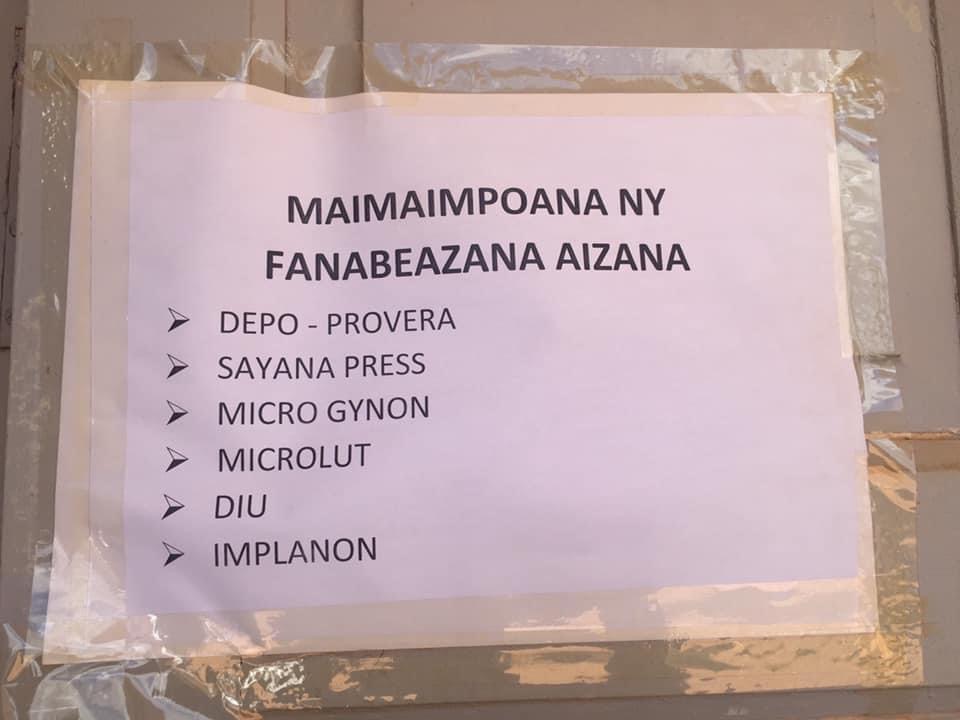 MAIMAIMPOANA NY
FANABEAZANA AIZANA
DEPO - PROVERA
SAYANA PRESS
MICRO GYNON
MICROLUT
DIU
IMPLANON